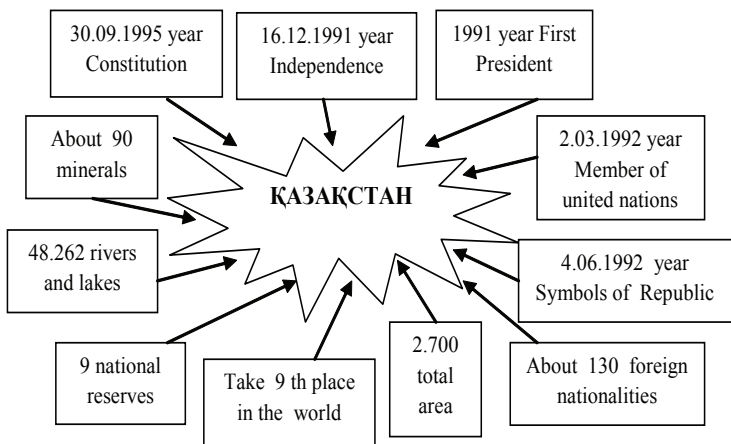 30.09.1995 year
Constitution
16.12.1991 year
Independence
1991 year First
President
About 90
minerals
2.03.1992 year
Member of
united nations
ҚАЗАҚСТАН
48.262 rivers
and lakes
4.06.1992 year
Symbols of Republic
9 national
reserves
Take 9 th place
in the world
2.700
total
area
About 130 foreign
nationalities